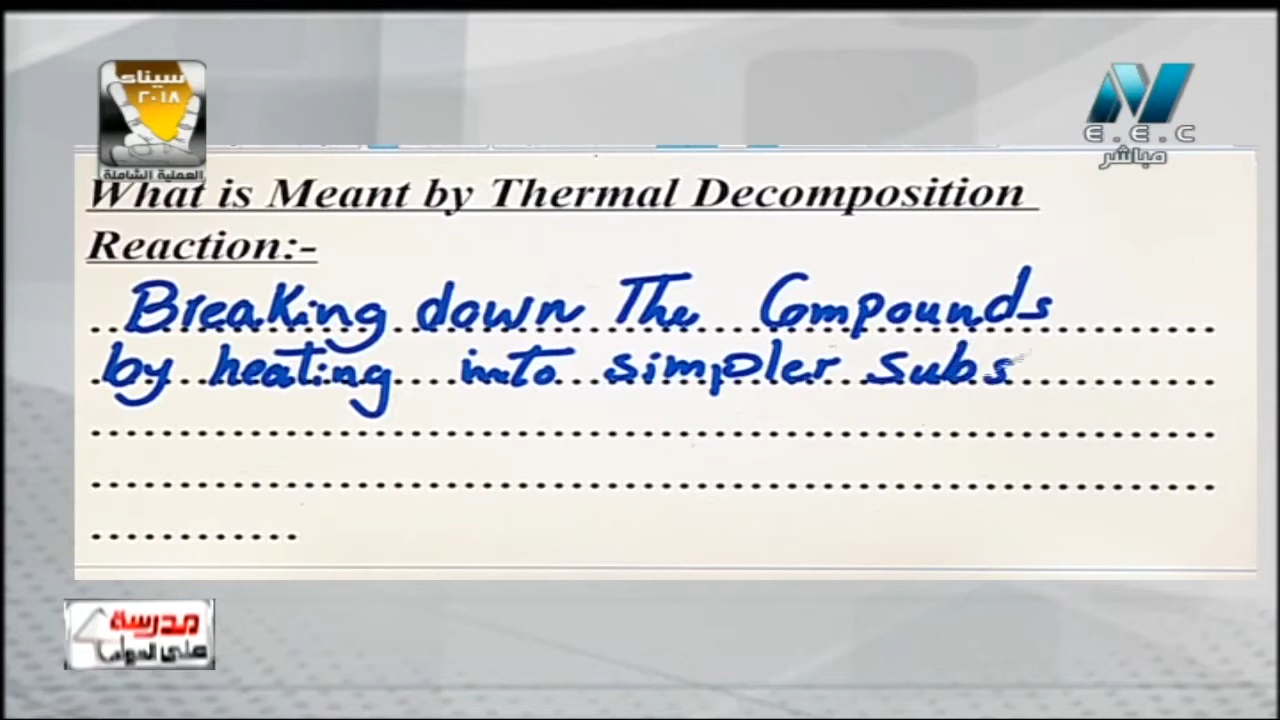 سيناء
٢٠١٨
العملية الشاملة
E.E.C
مباشر
What is Meant by Thermal Decomposition
Reaction:-
Breaking down The Compounds
by heating into simpler subs
مدرسة
على الهواء